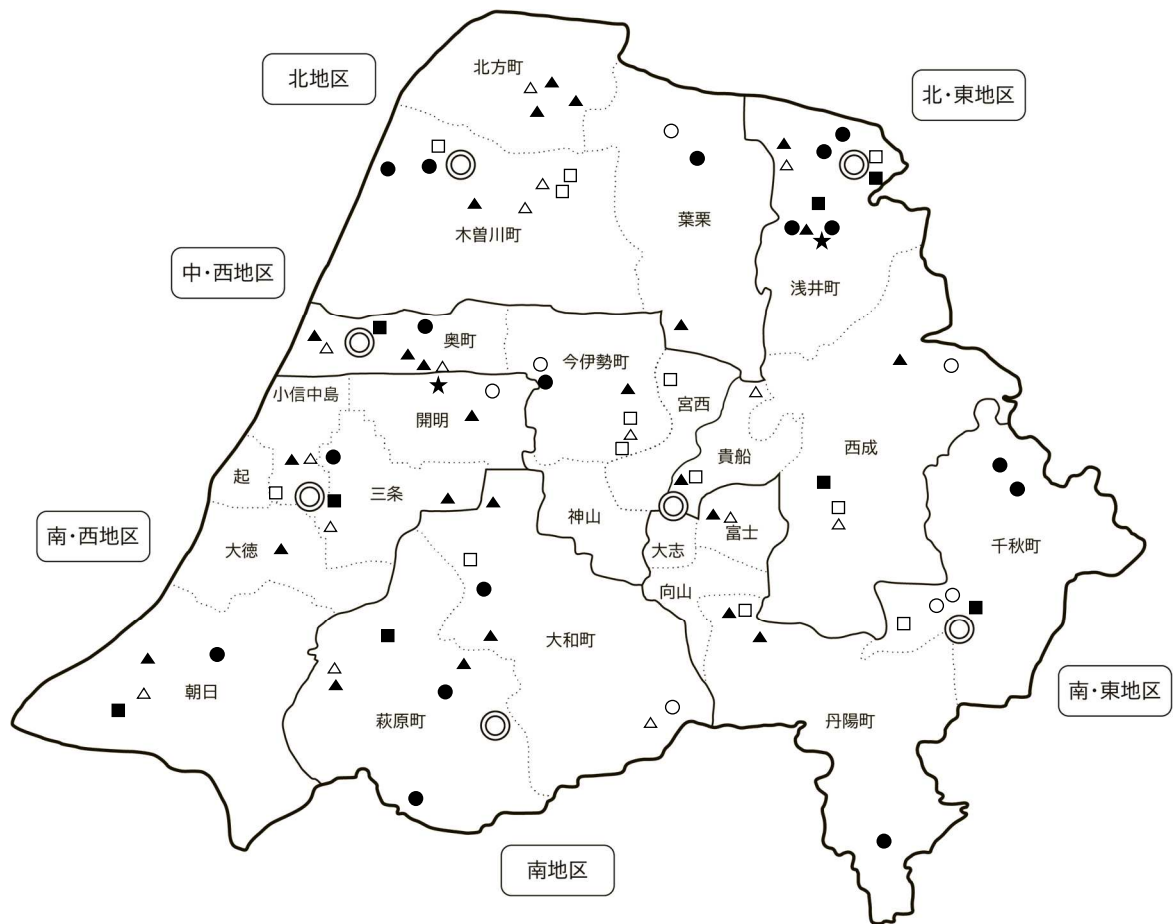 北方町
北地区
北・東地区
木曽川町
葉栗
中・西地区
浅井町
奥町
今伊勢町
小信中島
開明
宮西
貴船
西成
起
三条
神山
富士
千秋町
南・西地区
大徳
大志
向山
大和町
朝日
萩原町
丹陽町
南・東地区
南地区